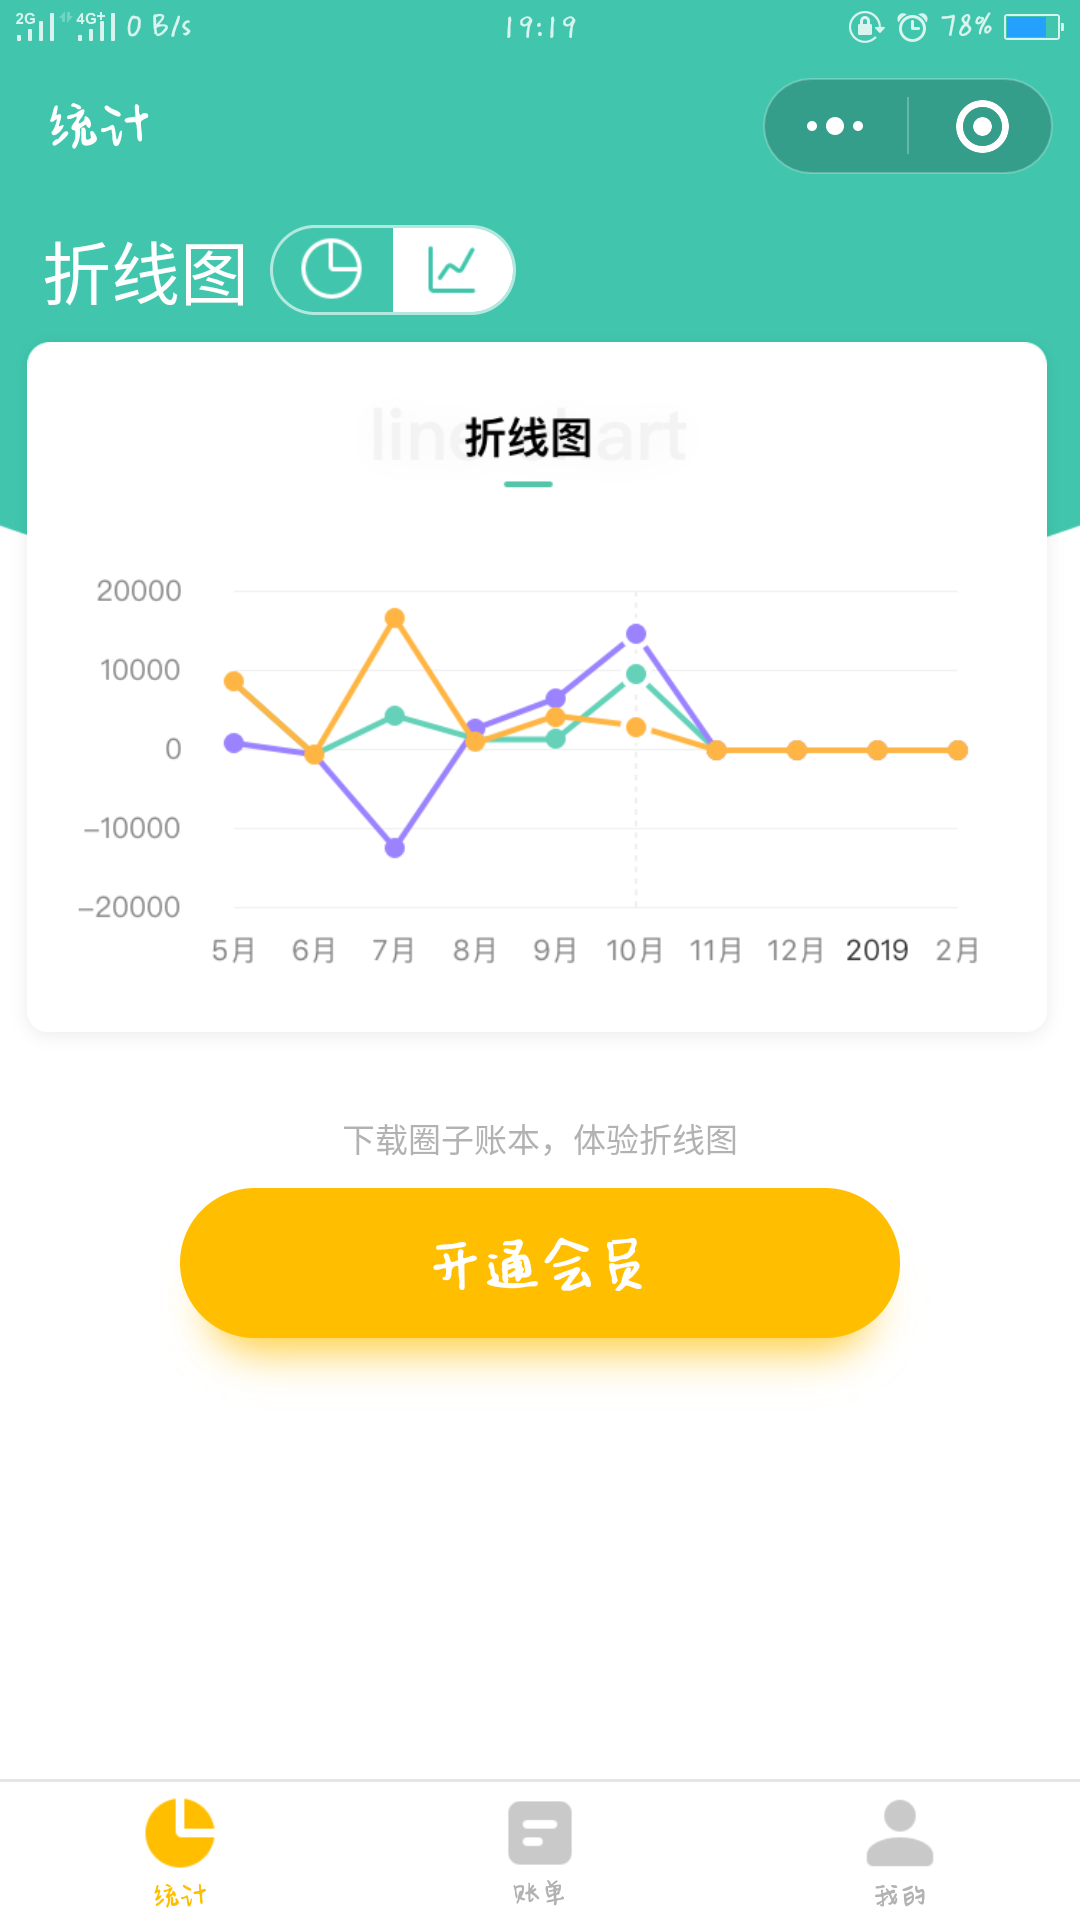 2G 4G+ 0 B/s 19:19 78%
统计
折线图
折线图
20000
10000
0
-10000
-20000
5月 6月 7月 8月 9月 10月 11月 12月 2019 2月
下载圈子账本，体验折线图
开通会员
统计 账单 我的